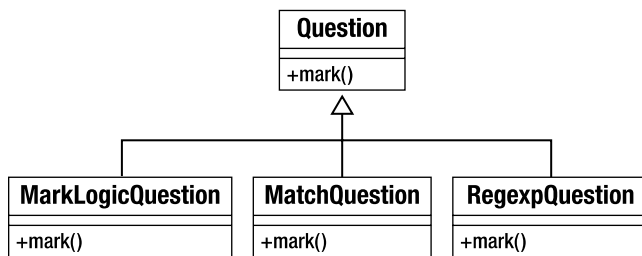 Question
+mark()
MarkLogicQuestion
MatchQuestion
RegexpQuestion
+mark()
+mark()
+mark()